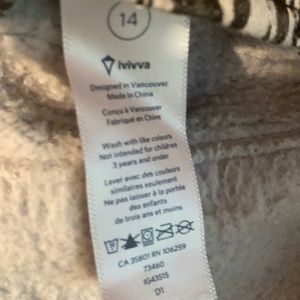 14
ivivva
Designed in Vancouver
Made in China
Conçu à Vancouver
Fabriqué en Chine
Wash with like colours
Not intended for children
3 years and under
Laver avec des couleurs
similaires seulement
Ne pas laisser à la portée
des enfants
de trois ans et moins
CA 35801 RN 106259
73460
IG4351S
D1